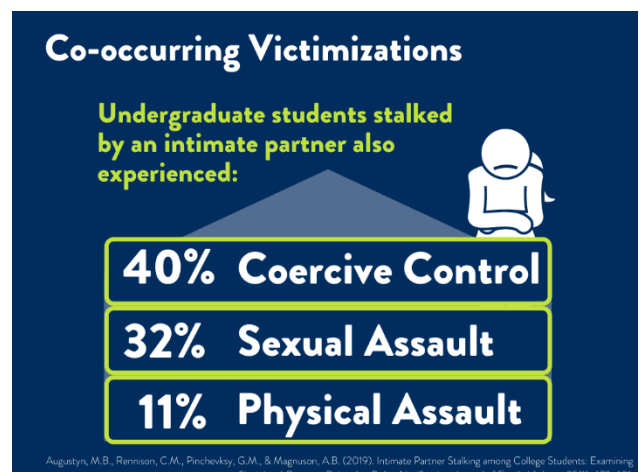 Co-occurring Victimizations
Undergraduate students stalked
by an intimate partner also
experienced:
40% Coercive Control
32% Sexual Assault
11% Physical Assault
Augustyn, M.B., Rennison, C.M., Pinchevksy, G.M., & Magnuson, A.B. (2019). Intimate Partner Stalking among College Students: Examining